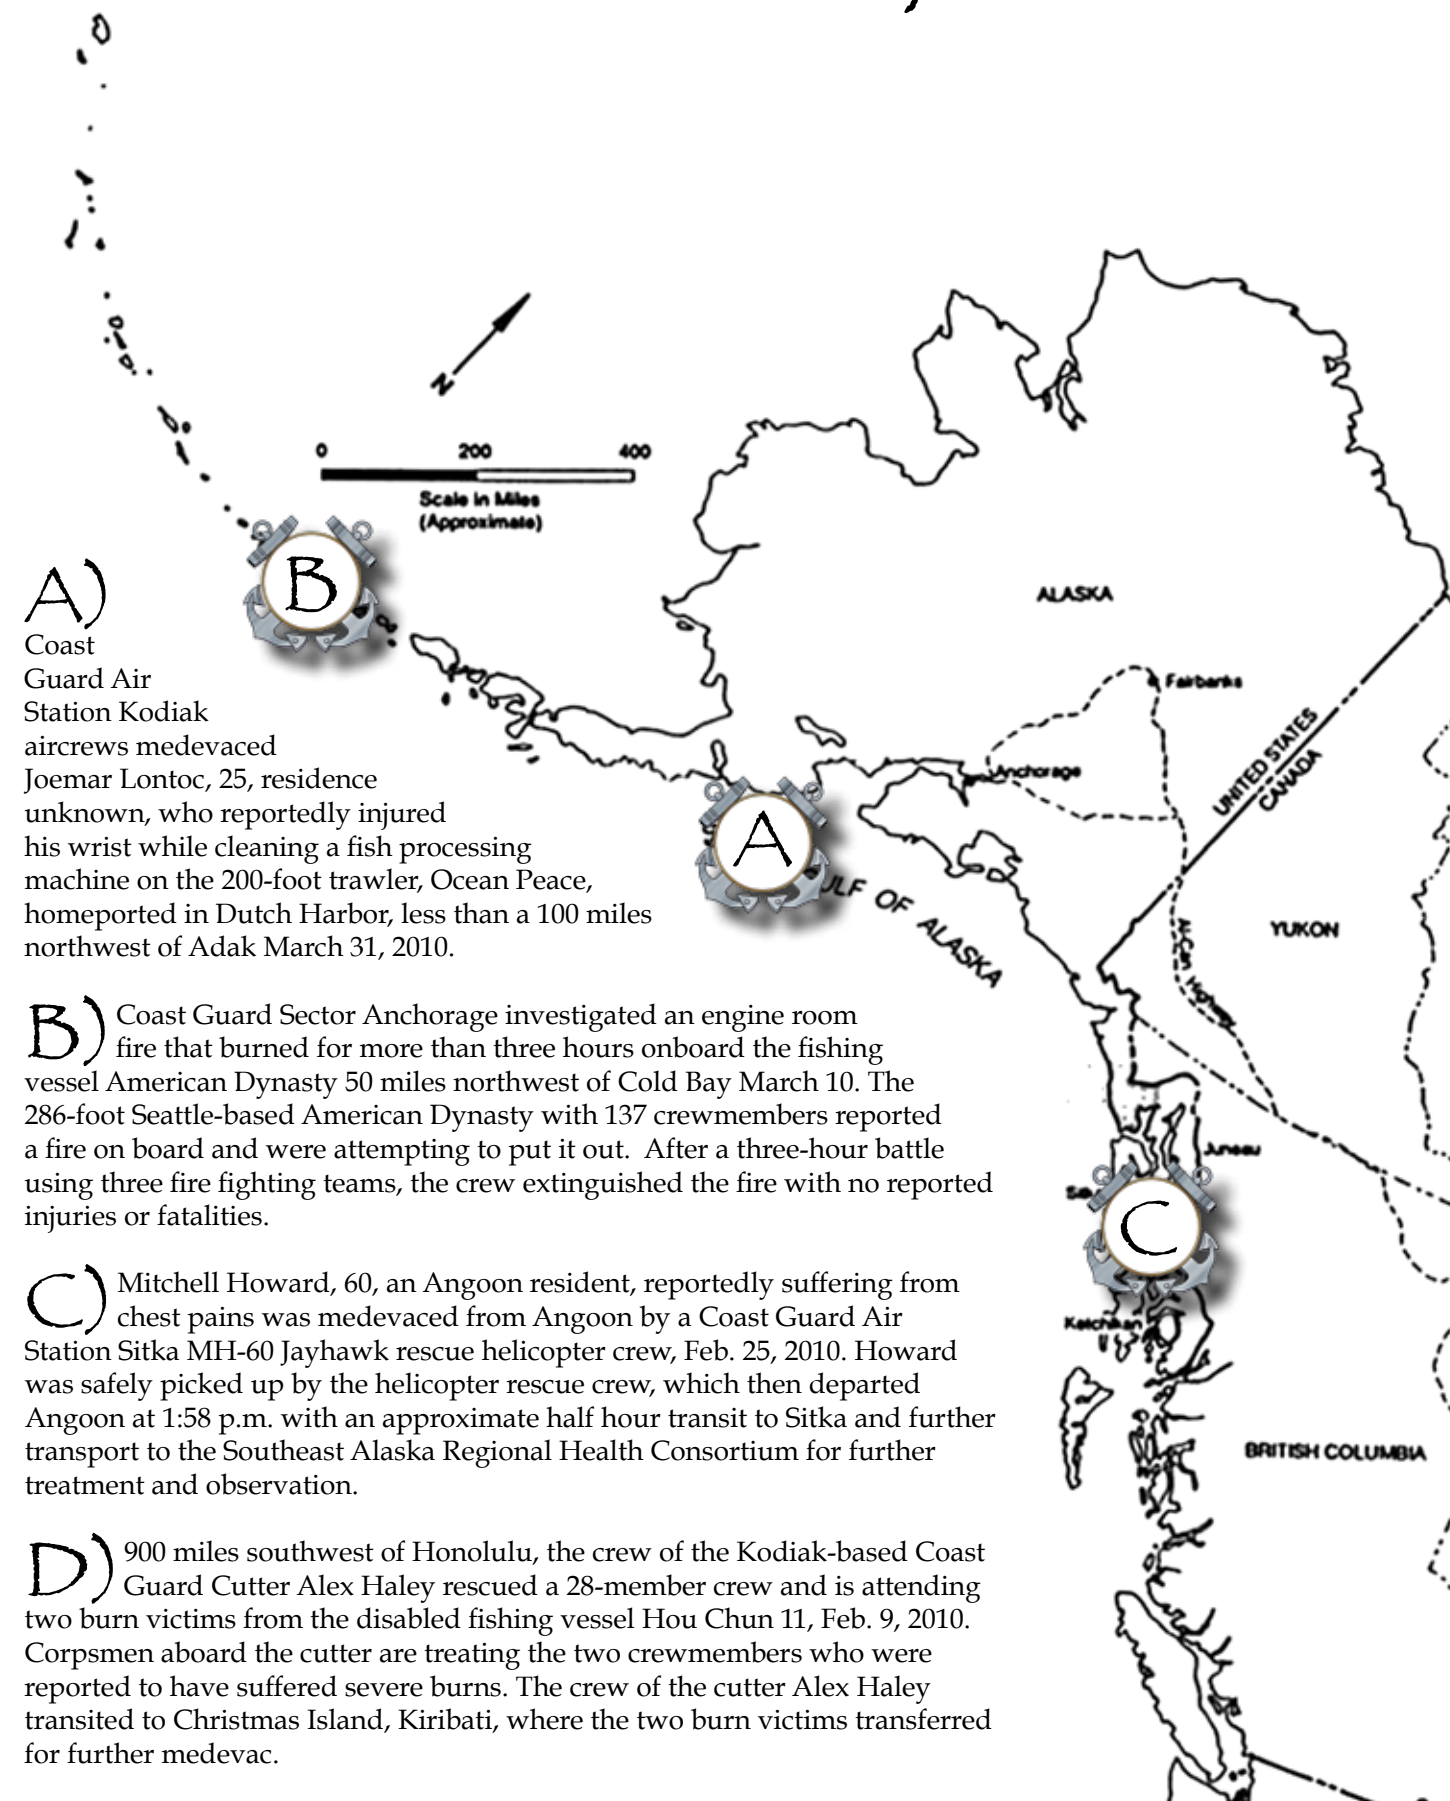 N
0 200 400
Scale in Miles
(Approximate)
B
ALASKA
Fairbanks
UNITED STATES
CANADA
Anchorage
A
GULF OF ALASKA
YUKON
Al-Can Highway
Juneau
C
Ketchikan
BRITISH COLUMBIA
A)
Coast
Guard Air
Station Kodiak
aircrews medevaced
Joemar Lontoc, 25, residence
unknown, who reportedly injured
his wrist while cleaning a fish processing
machine on the 200-foot trawler, Ocean Peace,
homeported in Dutch Harbor, less than a 100 miles
northwest of Adak March 31, 2010.
B) Coast Guard Sector Anchorage investigated an engine room
fire that burned for more than three hours onboard the fishing
vessel American Dynasty 50 miles northwest of Cold Bay March 10. The
286-foot Seattle-based American Dynasty with 137 crewmembers reported
a fire on board and were attempting to put it out.  After a three-hour battle
using three fire fighting teams, the crew extinguished the fire with no reported
injuries or fatalities.
C) Mitchell Howard, 60, an Angoon resident, reportedly suffering from
chest pains was medevaced from Angoon by a Coast Guard Air
Station Sitka MH-60 Jayhawk rescue helicopter crew, Feb. 25, 2010. Howard
was safely picked up by the helicopter rescue crew, which then departed
Angoon at 1:58 p.m. with an approximate half hour transit to Sitka and further
transport to the Southeast Alaska Regional Health Consortium for further
treatment and observation.
D) 900 miles southwest of Honolulu, the crew of the Kodiak-based Coast
Guard Cutter Alex Haley rescued a 28-member crew and is attending
two burn victims from the disabled fishing vessel Hou Chun 11, Feb. 9, 2010.
Corpsmen aboard the cutter are treating the two crewmembers who were
reported to have suffered severe burns. The crew of the cutter Alex Haley
transited to Christmas Island, Kiribati, where the two burn victims transferred
for further medevac.